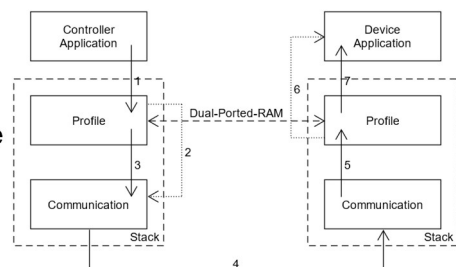 Controller
Application
Device
Application
1
7
6
Profile
Dual-Ported-RAM
Profile
e
2
3
5
Communication
Communication
Stack
Stack
4